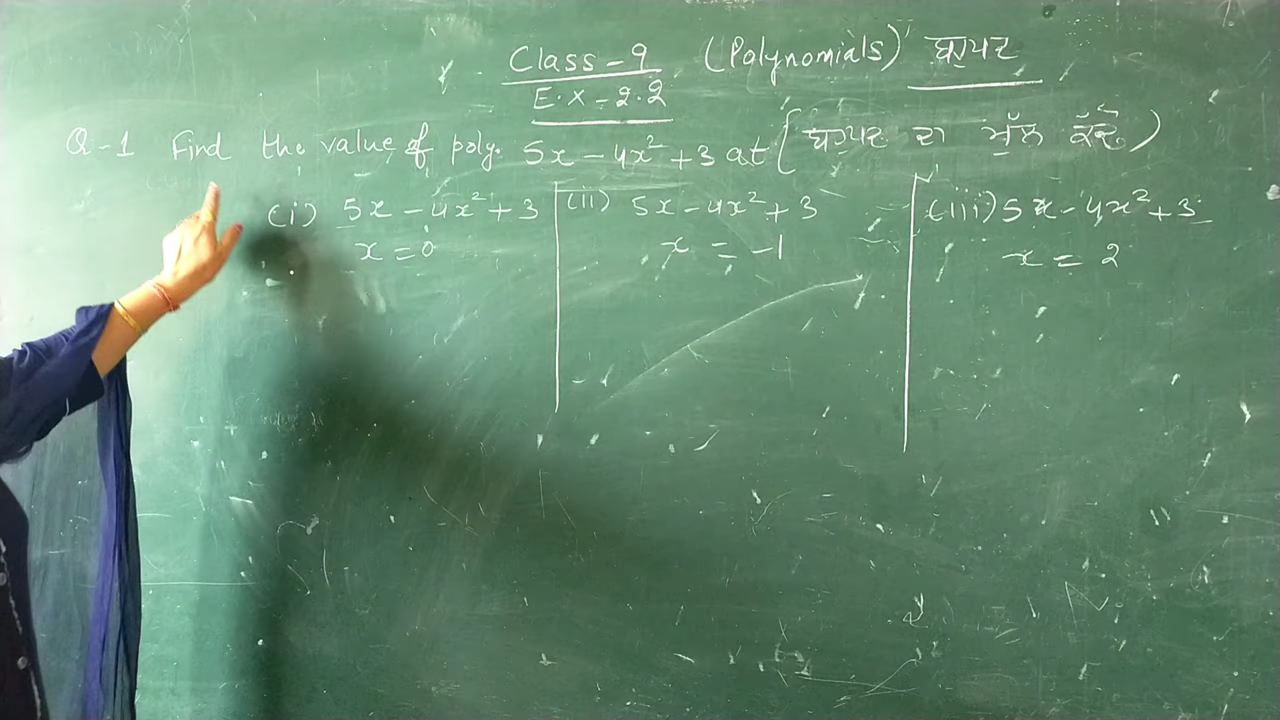 Class - 9 (Polynomials) ਬਹੁਪਦ
E.X - 2.2
Q-1 Find the value of poly. 5x - 4x² + 3 at (ਬਹੁਪਦ ਦਾ ਮੁੱਲ ਕੱਢੋ)
(i) 5x - 4x² + 3
x = 0
(ii) 5x - 4x² + 3
x = -1
(iii) 5x - 4x² + 3
x = 2